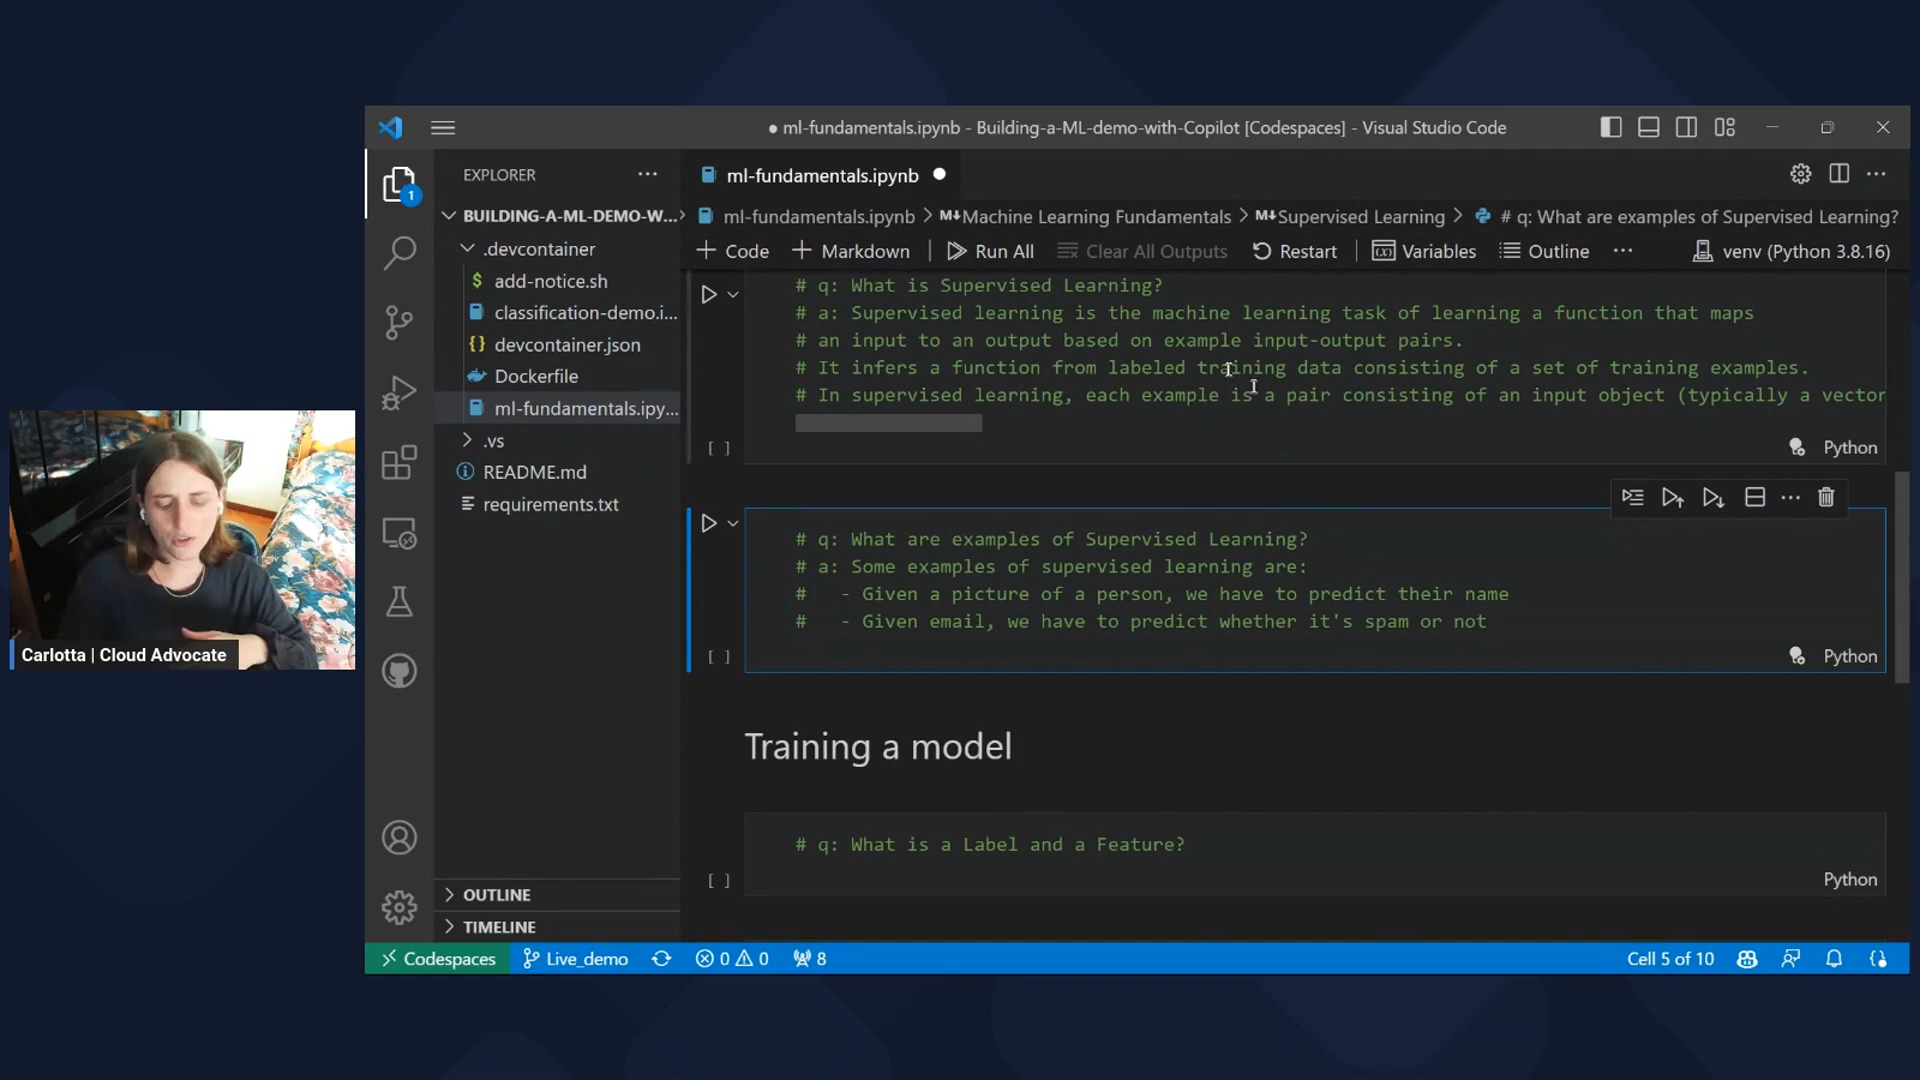 ● ml-fundamentals.ipynb - Building-a-ML-demo-with-Copilot [Codespaces] - Visual Studio Code
EXPLORER
ml-fundamentals.ipynb
BUILDING-A-ML-DEMO-W...
.devcontainer
add-notice.sh
classification-demo.i...
devcontainer.json
Dockerfile
ml-fundamentals.ipy...
.vs
README.md
requirements.txt
OUTLINE
TIMELINE
1
ml-fundamentals.ipynb > M↓Machine Learning Fundamentals > M↓Supervised Learning > # q: What are examples of Supervised Learning?
+ Code + Markdown | Run All Clear All Outputs Restart | Variables Outline ... venv (Python 3.8.16)
# q: What is Supervised Learning?
# a: Supervised learning is the machine learning task of learning a function that maps
# an input to an output based on example input-output pairs.
# It infers a function from labeled training data consisting of a set of training examples.
# In supervised learning, each example is a pair consisting of an input object (typically a vector
[ ] Python
# q: What are examples of Supervised Learning?
# a: Some examples of supervised learning are:
#   - Given a picture of a person, we have to predict their name
#   - Given email, we have to predict whether it's spam or not
[ ] Python
Training a model
# q: What is a Label and a Feature?
[ ] Python
Carlotta | Cloud Advocate
Codespaces Live_demo 0 0 8 Cell 5 of 10